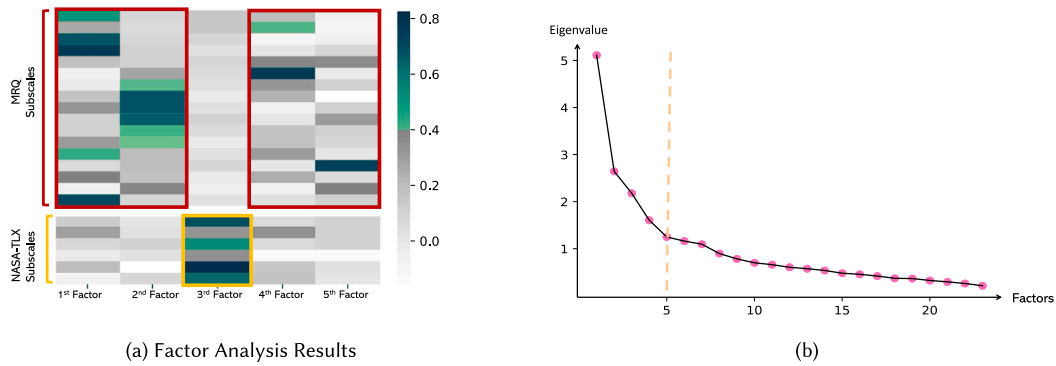 MRQ
Subscales
NASA-TLX
Subscales
0.8
0.6
0.4
0.2
0.0
1st Factor 2nd Factor 3rd Factor 4th Factor 5th Factor
(a) Factor Analysis Results
Eigenvalue
5
4
3
2
1
5 10 15 20
Factors
(b)